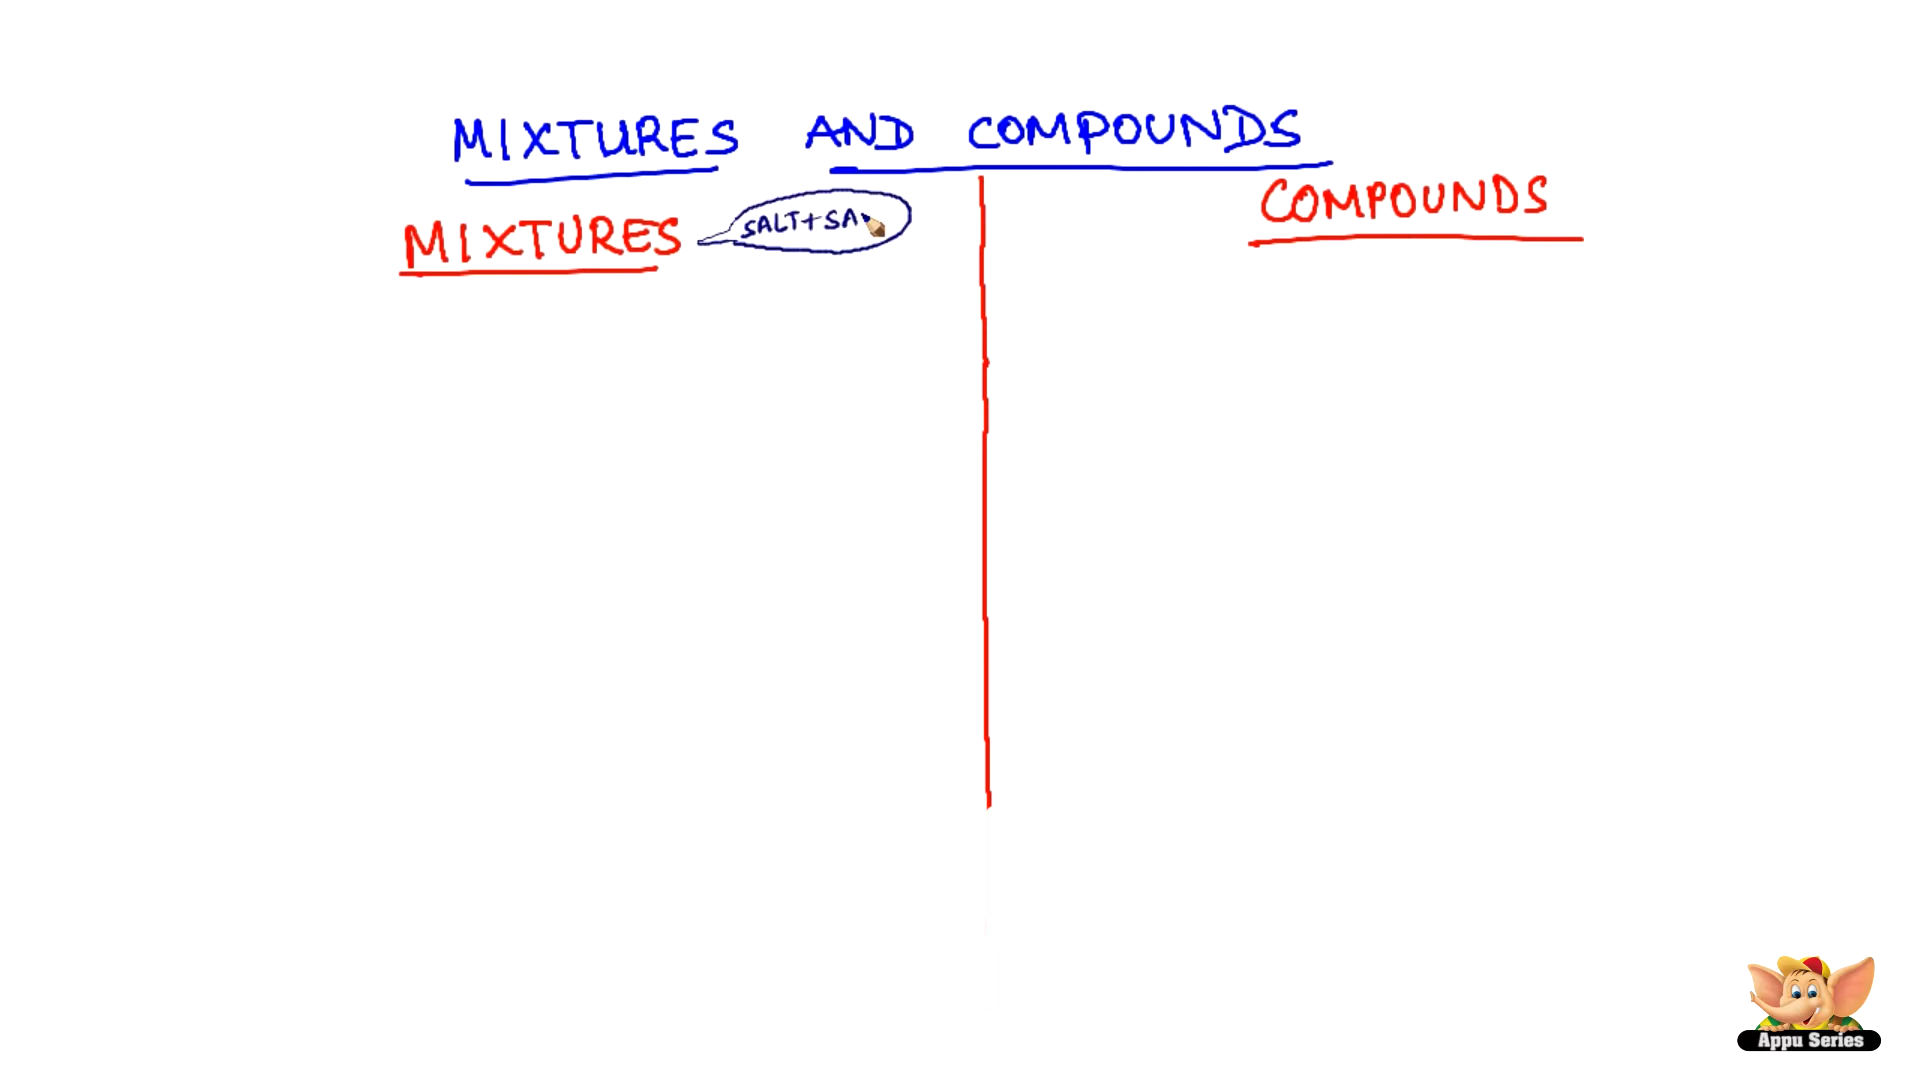 MIXTURES AND COMPOUNDS
MIXTURES
SALT+SA
COMPOUNDS
Appu Series